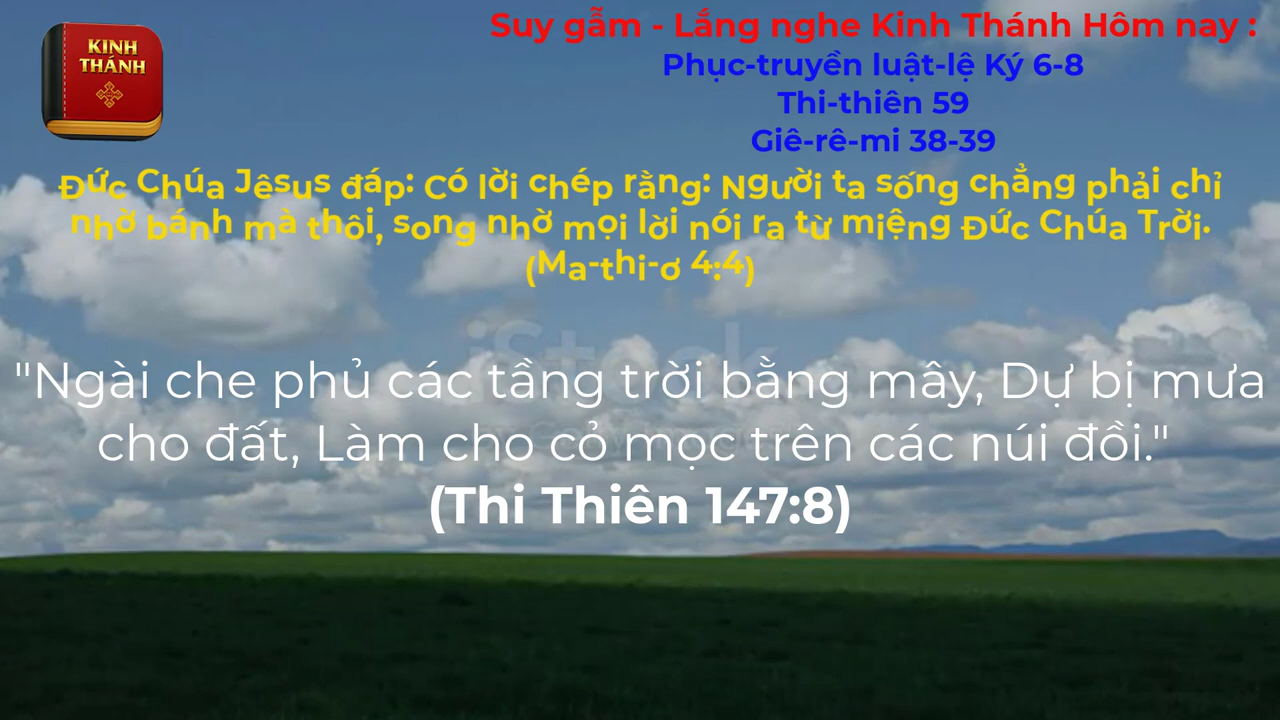 KINH
THÁNH
Suy gẫm - Lắng nghe Kinh Thánh Hôm nay :
Phục-truyền luật-lệ Ký 6-8
Thi-thiên 59
Giê-rê-mi 38-39
Đức Chúa Jêsus đáp: Có lời chép rằng: Người ta sống chẳng phải chỉ
nhờ bánh mà thôi, song nhờ mọi lời nói ra từ miệng Đức Chúa Trời.
(Ma-thi-ơ 4:4)
iStock
"Ngài che phủ các tầng trời bằng mây, Dự bị mưa
cho đất, Làm cho cỏ mọc trên các núi đồi."
(Thi Thiên 147:8)